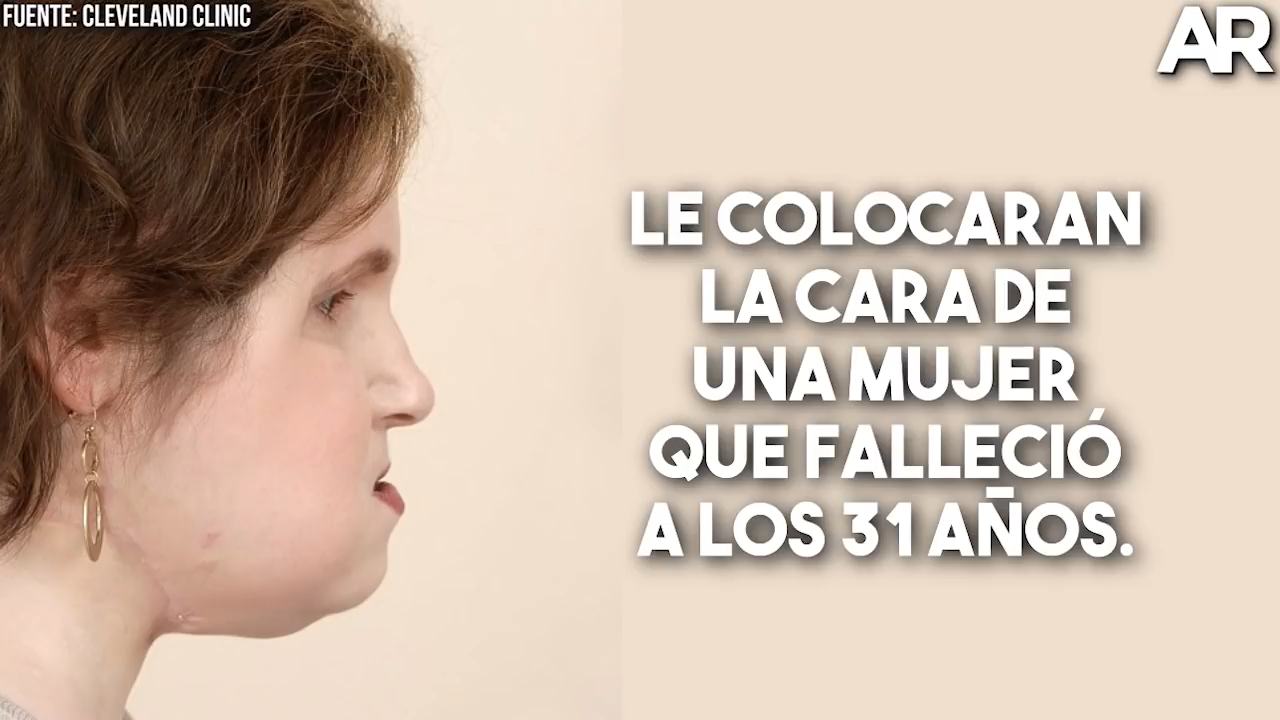 FUENTE: CLEVELAND CLINIC
AR
LE COLOCARAN
LA CARA DE
UNA MUJER
QUE FALLECIÓ
A LOS 31 AÑOS.